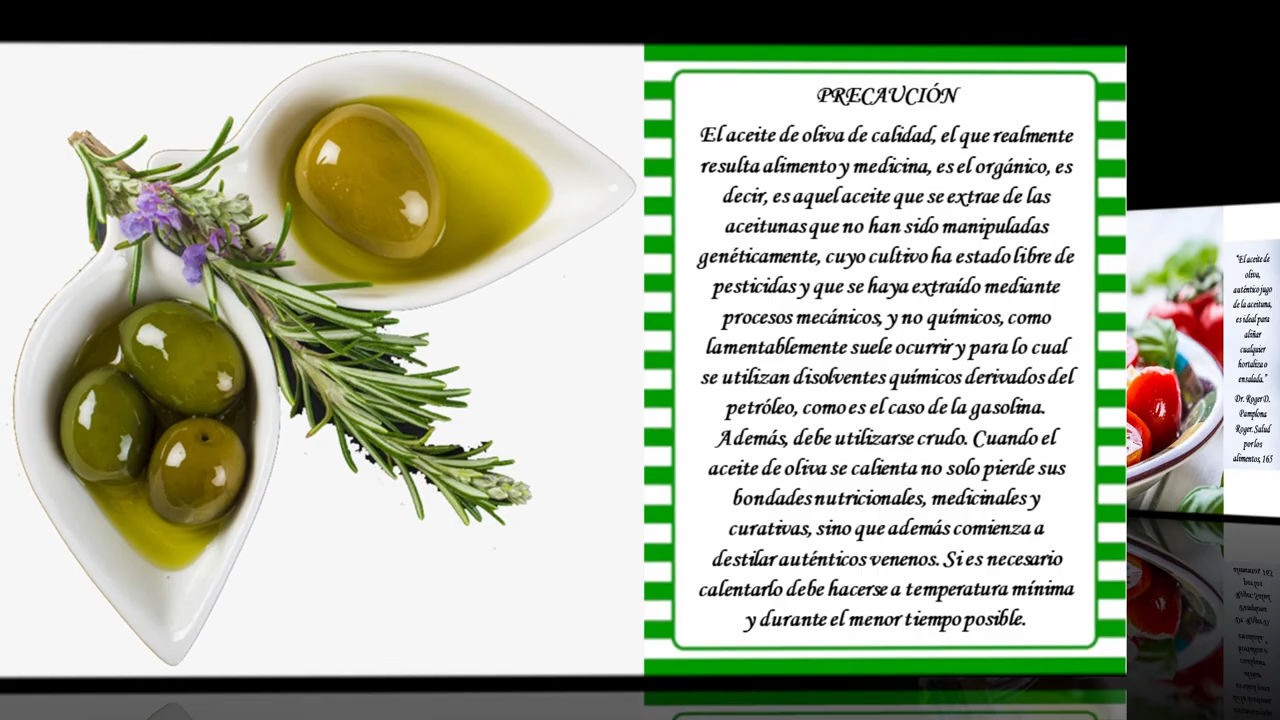 PRECAUCIÓN
El aceite de oliva de calidad, el que realmente
resulta alimento y medicina, es el orgánico, es
decir, es aquel aceite que se extrae de las
aceitunas que no han sido manipuladas
genéticamente, cuyo cultivo ha estado libre de
pesticidas y que se haya extraído mediante
procesos mecánicos, y no químicos, como
lamentablemente suele ocurrir y para lo cual
se utilizan disolventes químicos derivados del
petróleo, como es el caso de la gasolina.
Además, debe utilizarse crudo. Cuando el
aceite de oliva se calienta no solo pierde sus
bondades nutricionales, medicinales y
curativas, sino que además comienza a
destilar auténticos venenos. Si es necesario
calentarlo debe hacerse a temperatura mínima
y durante el menor tiempo posible.
"El aceite de
oliva,
auténtico jugo
de la aceituna,
es ideal para
aliñar
cualquier
hortaliza o
ensalada."
Dr. Roger D.
Pamplona
Roger. Salud
por los
alimentos, 165